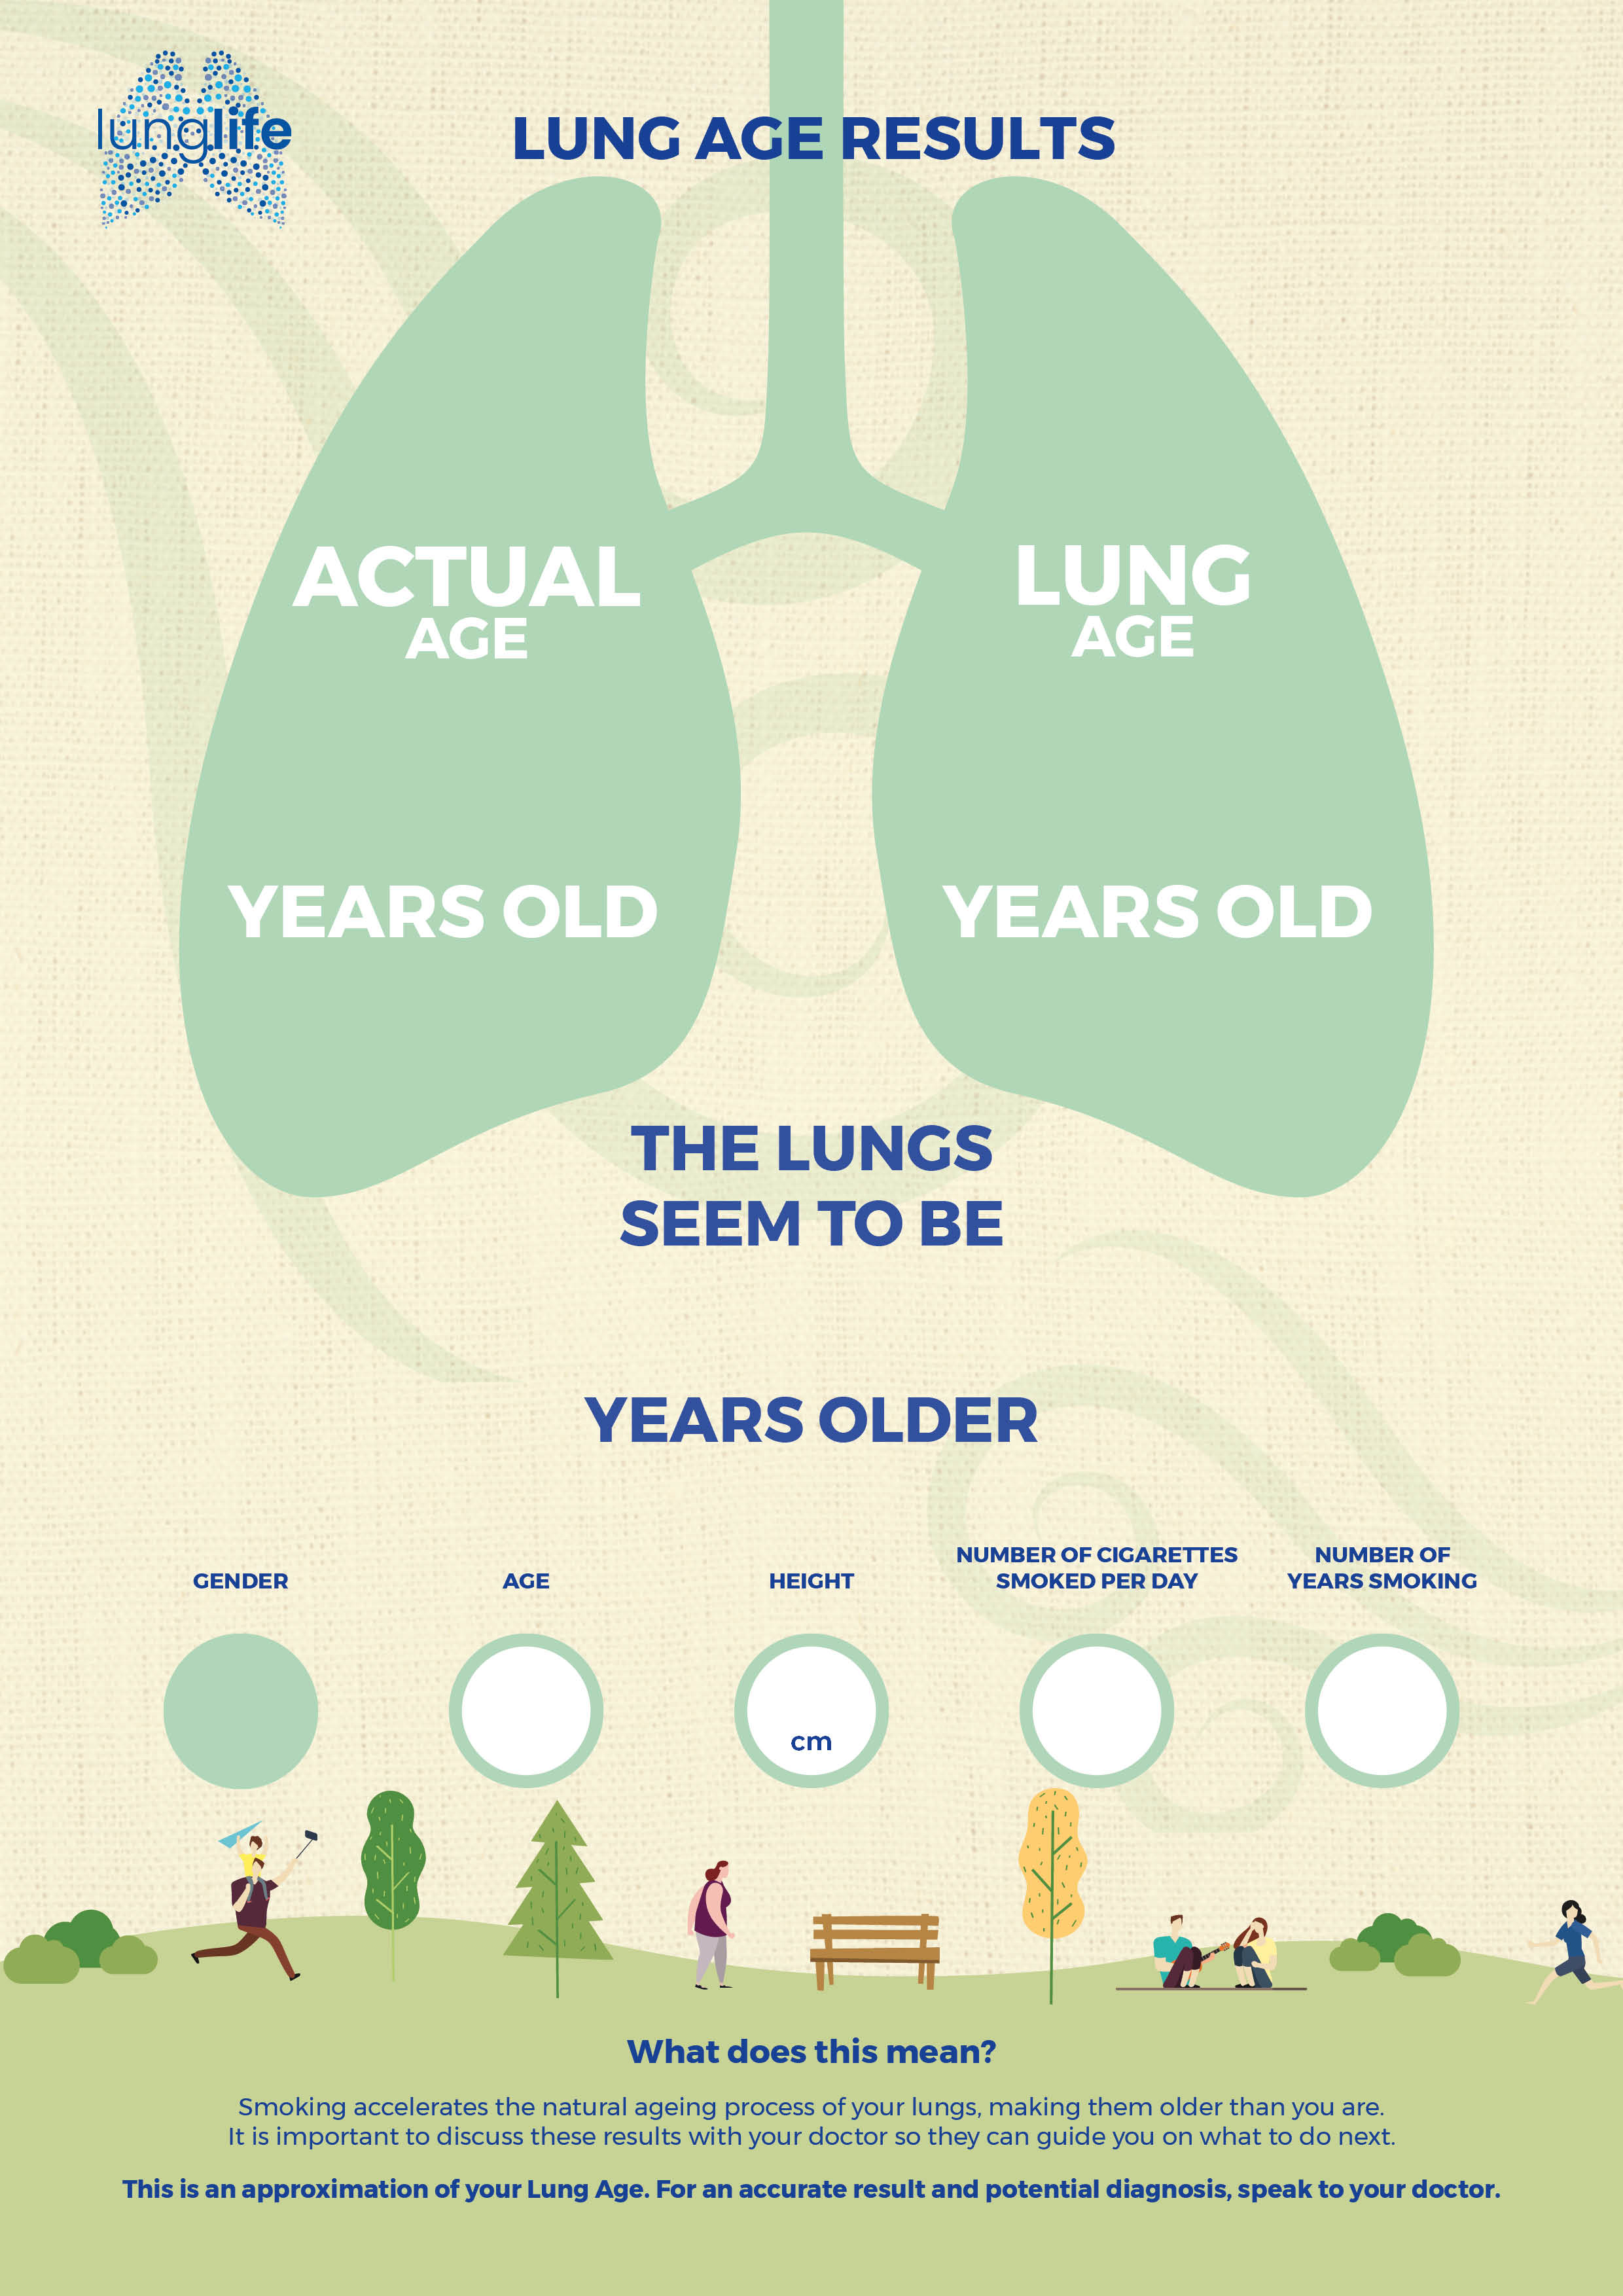 lunglife
LUNG AGE RESULTS
ACTUAL
AGE
YEARS OLD
LUNG
AGE
YEARS OLD
THE LUNGS
SEEM TO BE
YEARS OLDER
GENDER
AGE
HEIGHT
cm
NUMBER OF CIGARETTES
SMOKED PER DAY
NUMBER OF
YEARS SMOKING
What does this mean?
Smoking accelerates the natural ageing process of your lungs, making them older than you are.
It is important to discuss these results with your doctor so they can guide you on what to do next.
This is an approximation of your Lung Age. For an accurate result and potential diagnosis, speak to your doctor.